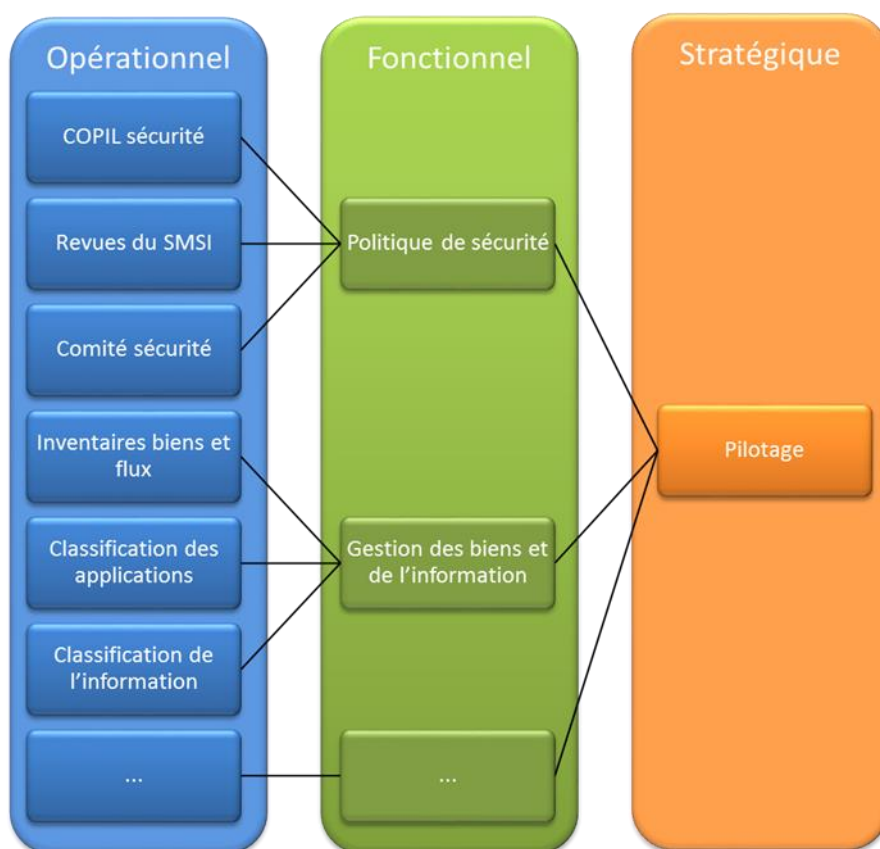 Opérationnel
COPIL sécurité
Revues du SMSI
Comité sécurité
Inventaires biens et
flux
Classification des
applications
Classification de
l'information
...
Fonctionnel
Politique de sécurité
Gestion des biens et
de l'information
...
Stratégique
Pilotage